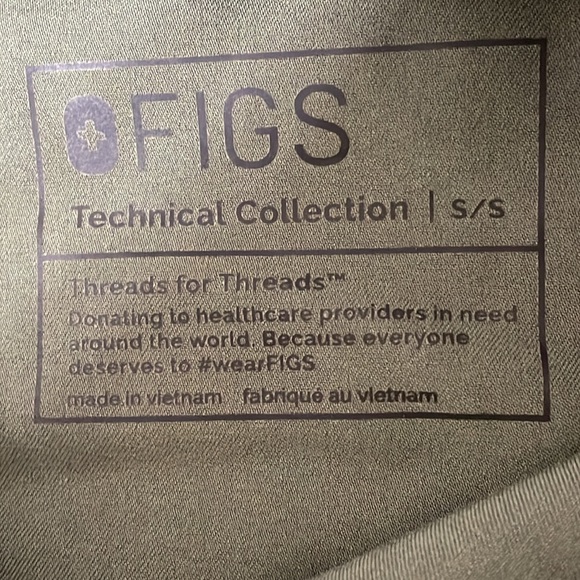 FIGS
Technical Collection | S/S
Threads for Threads™
Donating to healthcare providers in need
around the world. Because everyone
deserves to #wearFIGS
made in vietnam fabriqué au vietnam